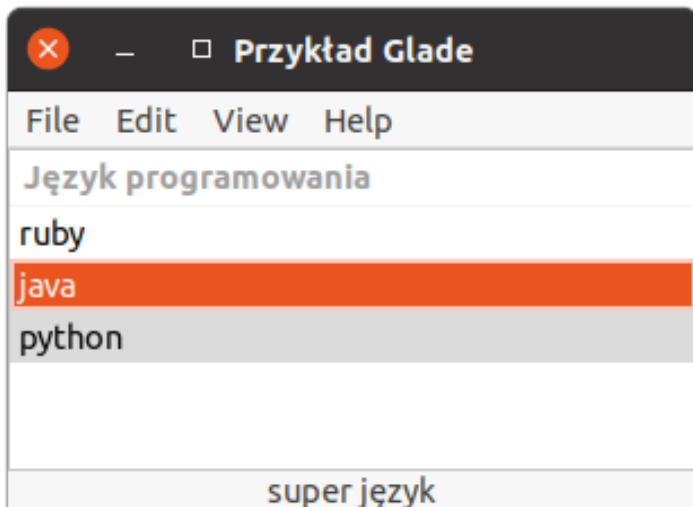 Przykład Glade
File Edit View Help
Język programowania
ruby
java
python
super język